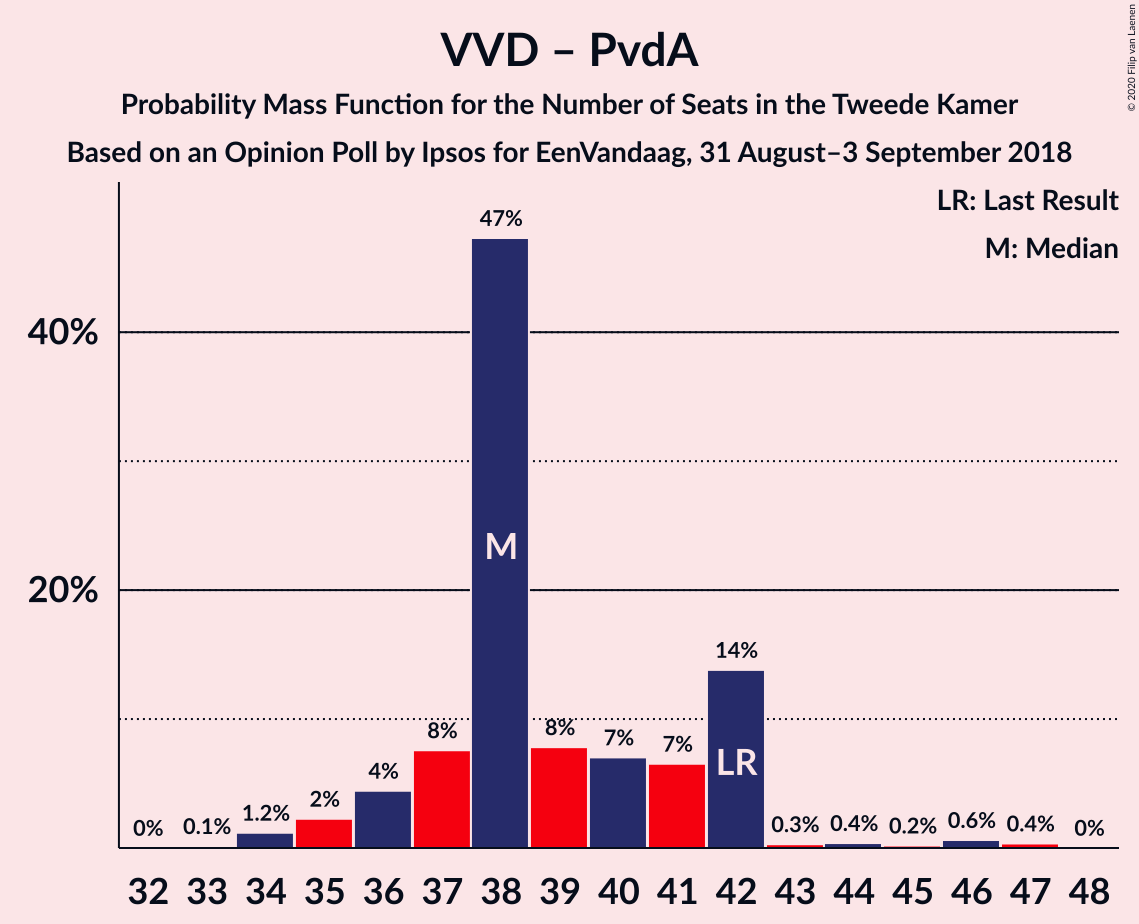 VVD – PvdA
Probability Mass Function for the Number of Seats in the Tweede Kamer
Based on an Opinion Poll by Ipsos for EenVandaag, 31 August–3 September 2018
© 2020 Filip van Laenen
LR: Last Result
M: Median
40%
20%
0% 0.1% 1.2% 2% 4% 8% 47% 8% 7% 7% 14% 0.3% 0.4% 0.2% 0.6% 0.4% 0%
M
LR
32 33 34 35 36 37 38 39 40 41 42 43 44 45 46 47 48